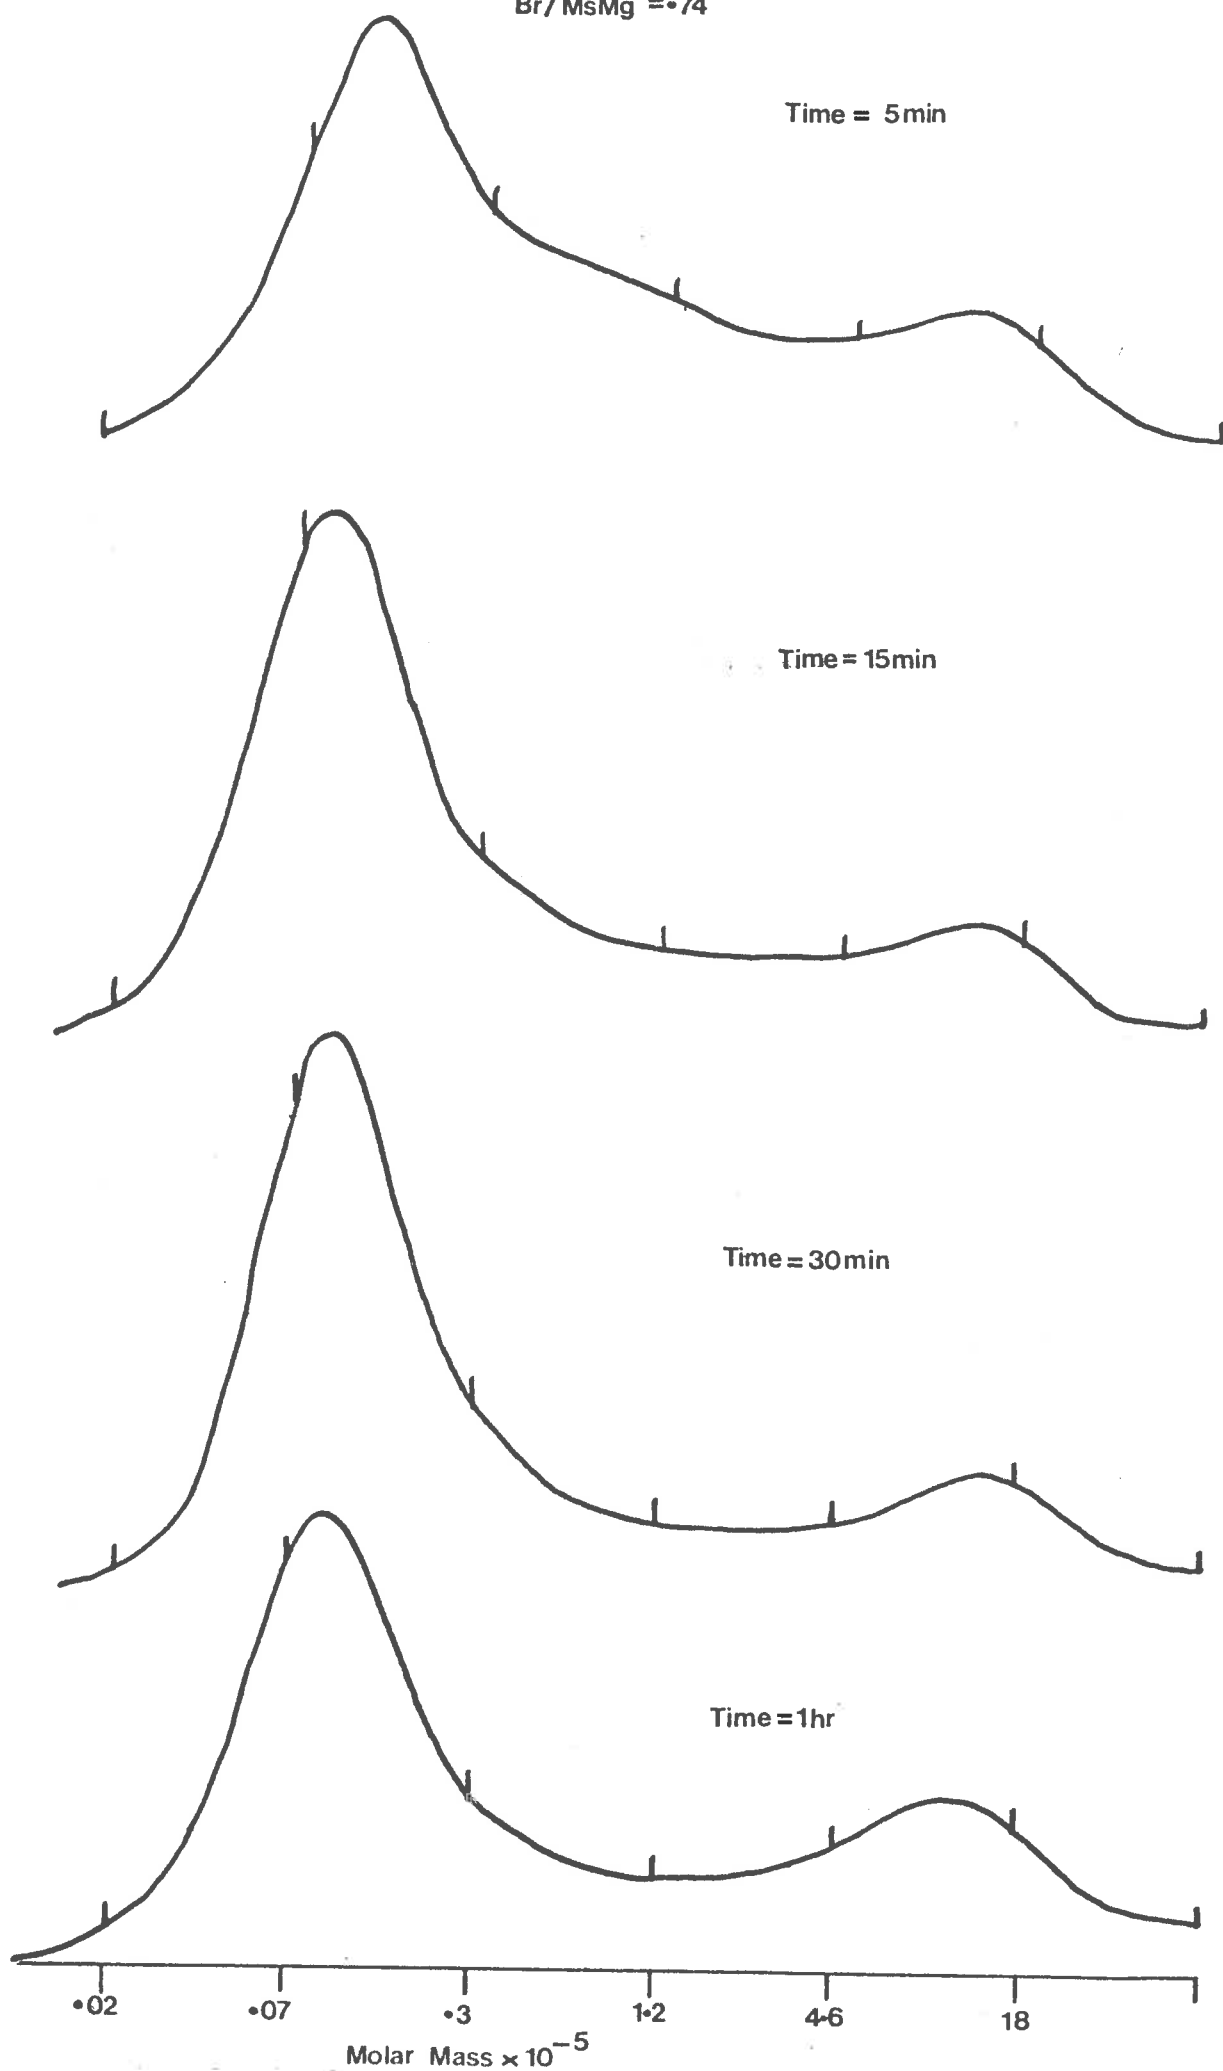 Br/MsMg =•74
Time = 5min
Time = 15min
Time = 30min
Time = 1hr
•02 •07 •3 1•2 4•6 18
Molar Mass x 10⁻⁵